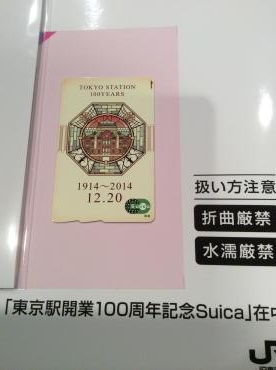 TOKYO STATION
100YEARS
1914〜2014
12.20
Suica
扱い方注意
折曲厳禁
水濡厳禁
「東京駅開業100周年記念Suica」在中
JR